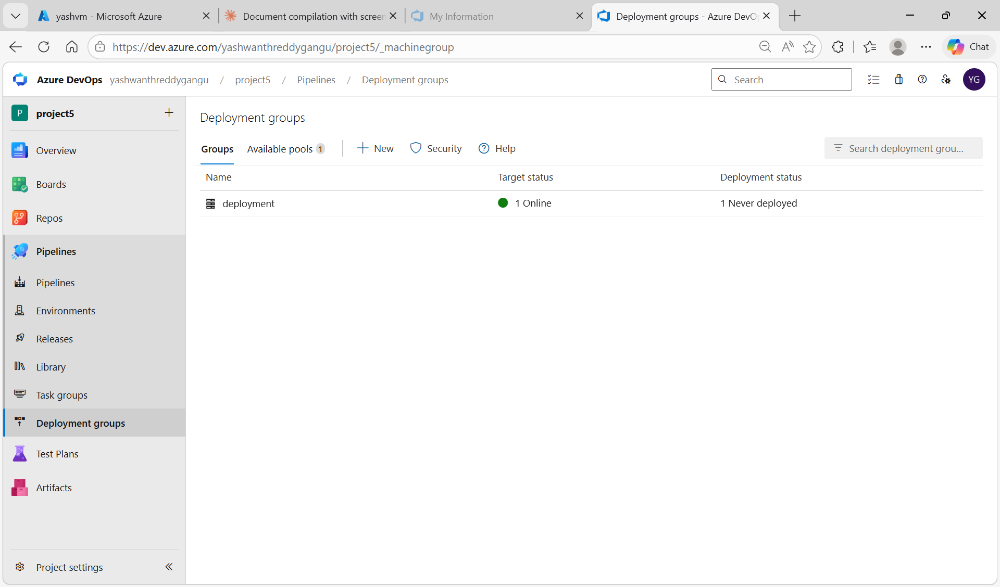 yashvm - Microsoft Azure
Document compilation with screen
My Information
Deployment groups - Azure DevO
https://dev.azure.com/yashwanthreddygangu/project5/_machinegroup
Chat
Azure DevOps yashwanthreddygangu / project5 / Pipelines / Deployment groups
Search
YG
P project5
Overview
Boards
Repos
Pipelines
Pipelines
Environments
Releases
Library
Task groups
Deployment groups
Test Plans
Artifacts
Project settings
Deployment groups
Groups Available pools 1 New Security Help
Search deployment grou...
Name Target status Deployment status
deployment 1 Online 1 Never deployed